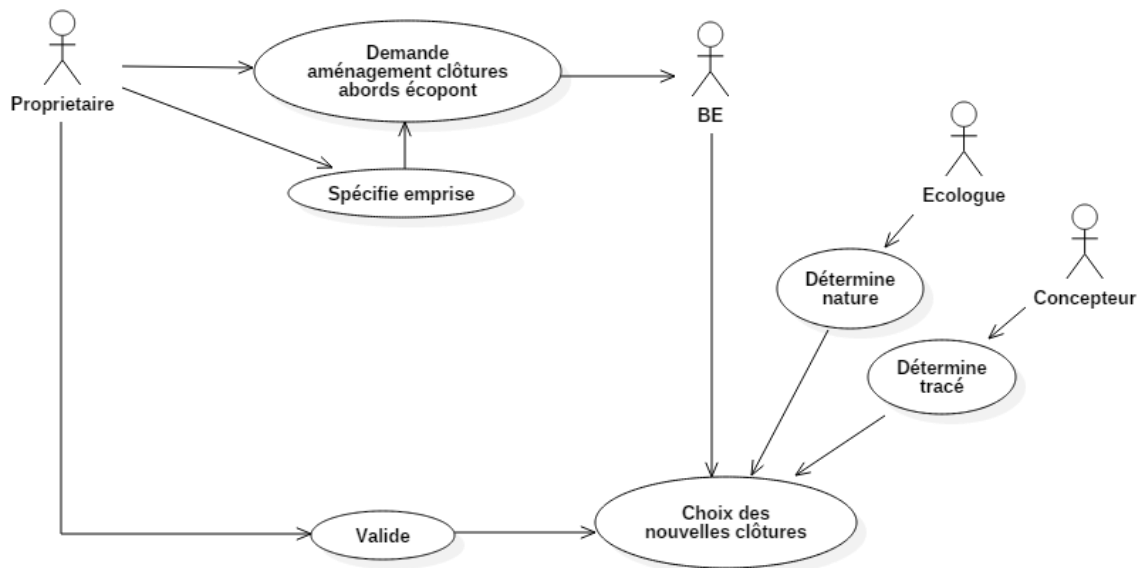 Demande
aménagement clôtures
abords écopont
Proprietaire
BE
Spécifie emprise
Ecologue
Détermine
nature
Concepteur
Détermine
tracé
Choix des
nouvelles clôtures
Valide